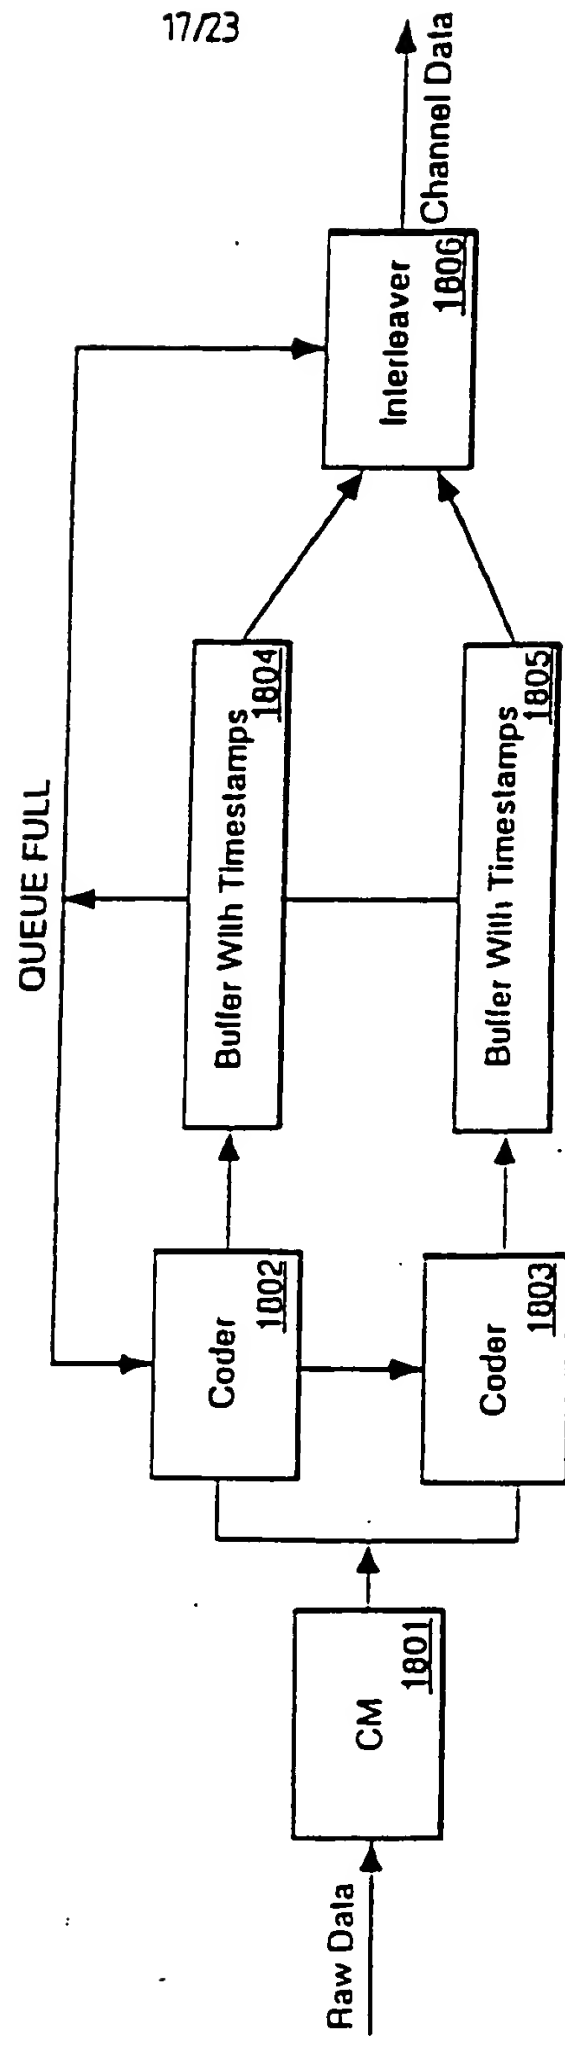 17/23
QUEUE FULL
Raw Data
CM
1801
Coder
1802
Coder
1803
Buffer With Timestamps
1804
Buffer With Timestamps
1805
Interleaver
1806
Channel Data